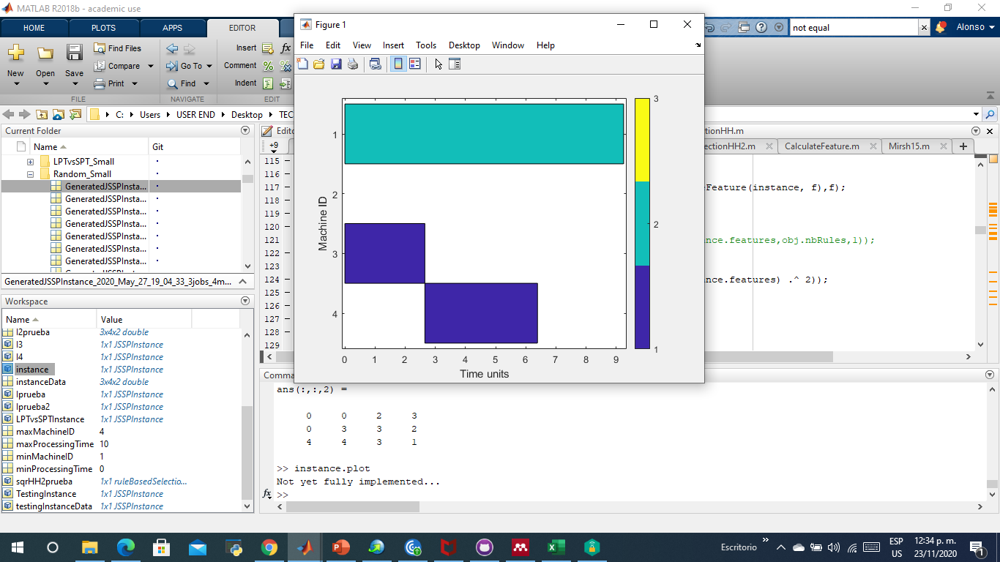 MATLAB R2018b - academic use
HOME PLOTS APPS EDITOR
not equal
Alonso
New Open Save
Find Files
Compare
Print
FILE
Go To
Find
NAVIGATE
Insert fx
Comment
Indent
EDIT
C: Users USER END Desktop TEC
Current Folder
Name Git
LPTvsSPT_Small
Random_Small
GeneratedJSSPInsta...
GeneratedJSSPInsta...
GeneratedJSSPInsta...
GeneratedJSSPInsta...
GeneratedJSSPInsta...
GeneratedJSSPInsta...
GeneratedJSSPInsta...
GeneratedJSSPInstance_2020_May_27_19_04_33_3jobs_4m...
Workspace
Name Value
I2prueba 3x4x2 double
I3 1x1 JSSPInstance
I4 1x1 JSSPInstance
instance 1x1 JSSPInstance
instanceData 3x4x2 double
Iprueba 1x1 JSSPInstance
Iprueba2 1x1 JSSPInstance
LPTvsSPTInstance 1x1 JSSPInstance
maxMachineID 4
maxProcessingTime 10
minMachineID 1
minProcessingTime 0
sqrHH2prueba 1x1 ruleBasedSelectio...
TestingInstance 1x1 JSSPInstance
testingInstanceData 1x1 JSSPInstance
Figure 1
File Edit View Insert Tools Desktop Window Help
Machine ID
1
2
3
4
0 1 2 3 4 5 6 7 8 9
Time units
3
2
1
Edito
ctionHH.m
+9
ectionHH2.m CalculateFeature.m Mirsh15.m
115
116
117 eFeature(instance, f),f);
118
119
120
121 nce.features,obj.nbRules,1));
122
123
124 nce.features) .^ 2));
125
126
127
128
129
Comma
ans(:,:,2) =
0 0 2 3
0 3 3 2
4 4 3 1
>> instance.plot
Not yet fully implemented...
fx >>
Escritorio
ESP
US
12:34 p. m.
23/11/2020
1